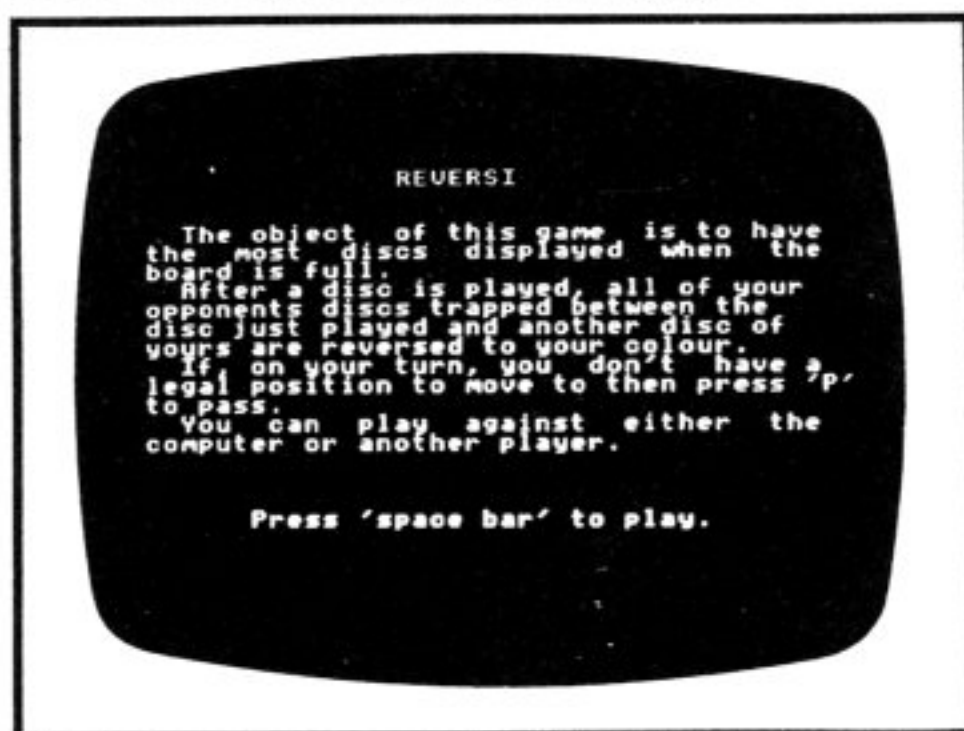 REVERSI
The object of this game is to have
the most discs displayed when the
board is full.
After a disc is played, all of your
opponents discs trapped between the
disc just played and another disc of
yours are reversed to your colour.
If, on your turn, you don't have a
legal position to move to then press 'P'
to pass.
You can play against either the
computer or another player.
Press 'space bar' to play.